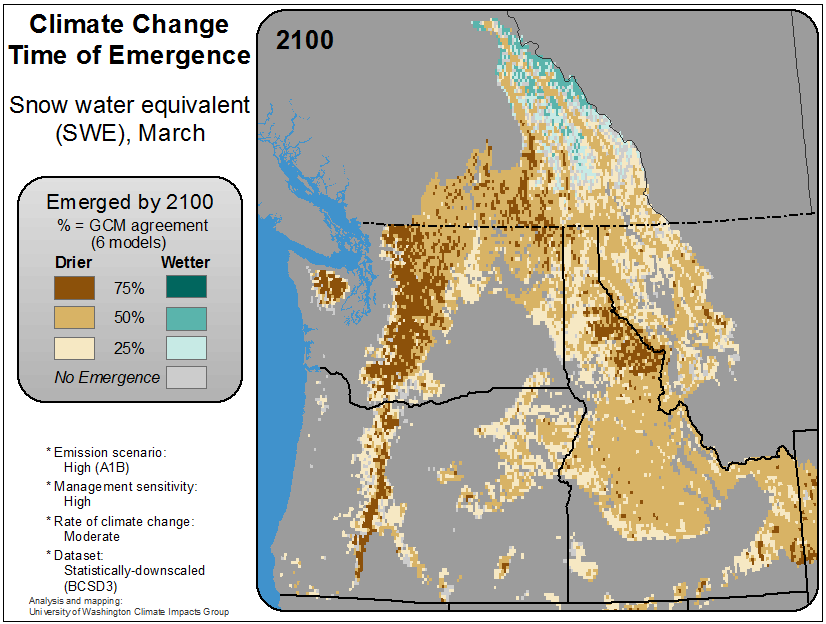 Climate Change
Time of Emergence
Snow water equivalent
(SWE), March
Emerged by 2100
% = GCM agreement
(6 models)
Drier Wetter
75%
50%
25%
No Emergence
* Emission scenario:
High (A1B)
* Management sensitivity:
High
* Rate of climate change:
Moderate
* Dataset:
Statistically-downscaled
(BCSD3)
Analysis and mapping:
University of Washington Climate Impacts Group
2100